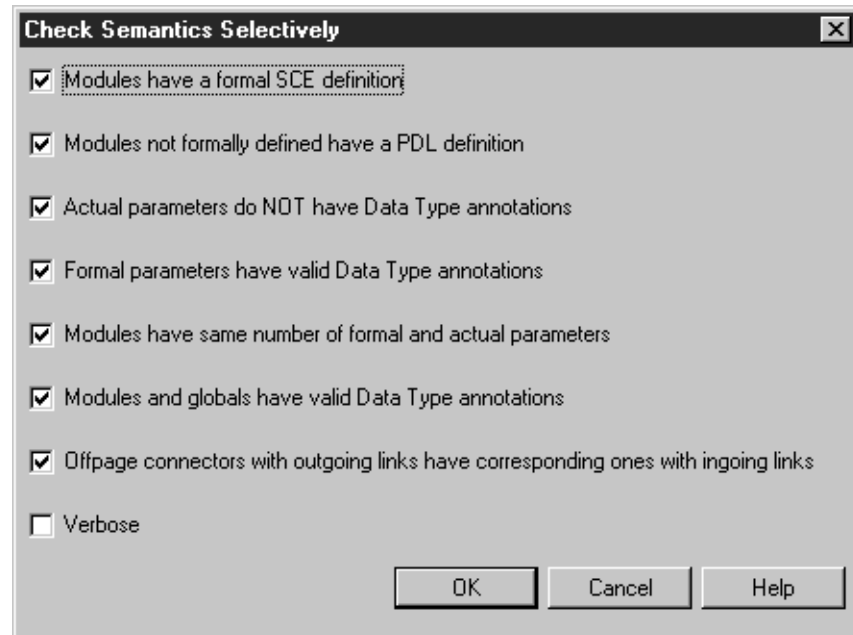 Check Semantics Selectively
Modules have a formal SCE definition
Modules not formally defined have a PDL definition
Actual parameters do NOT have Data Type annotations
Formal parameters have valid Data Type annotations
Modules have same number of formal and actual parameters
Modules and globals have valid Data Type annotations
Offpage connectors with outgoing links have corresponding ones with ingoing links
Verbose
OK Cancel Help